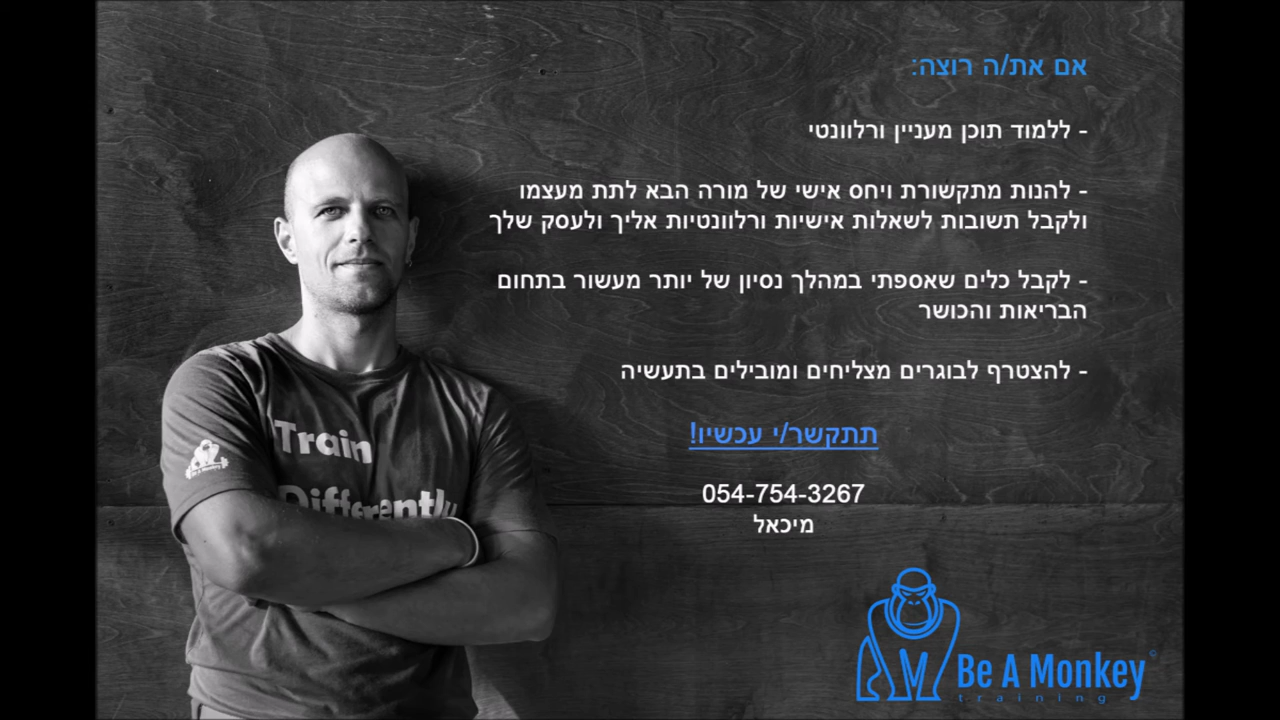 אם את/ה רוצה:
- ללמוד תוכן מעניין ורלוונטי
- להנות מתקשורת ויחס אישי של מורה הבא לתת מעצמו
ולקבל תשובות לשאלות אישיות ורלוונטיות אליך ולעסק שלך
- לקבל כלים שאספתי במהלך נסיון של יותר מעשור בתחום
הבריאות והכושר
- להצטרף לבוגרים מצליחים ומובילים בתעשיה
תתקשר/י עכשיו!
054-754-3267
מיכאל
Train
Differently
Be A Monkey
Be A Monkey ©
training